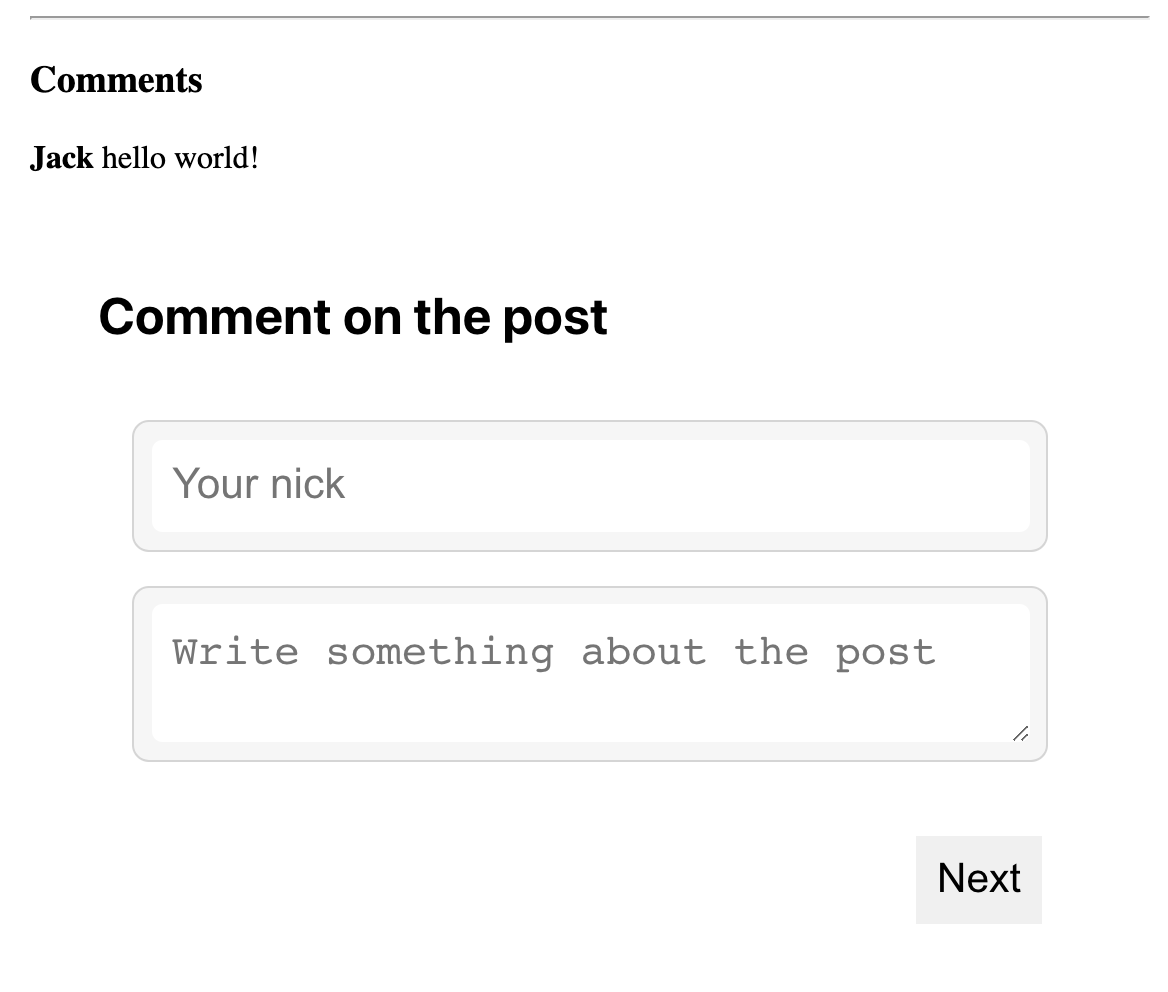 Comments
Jack hello world!
Comment on the post
Your nick
Write something about the post
Next